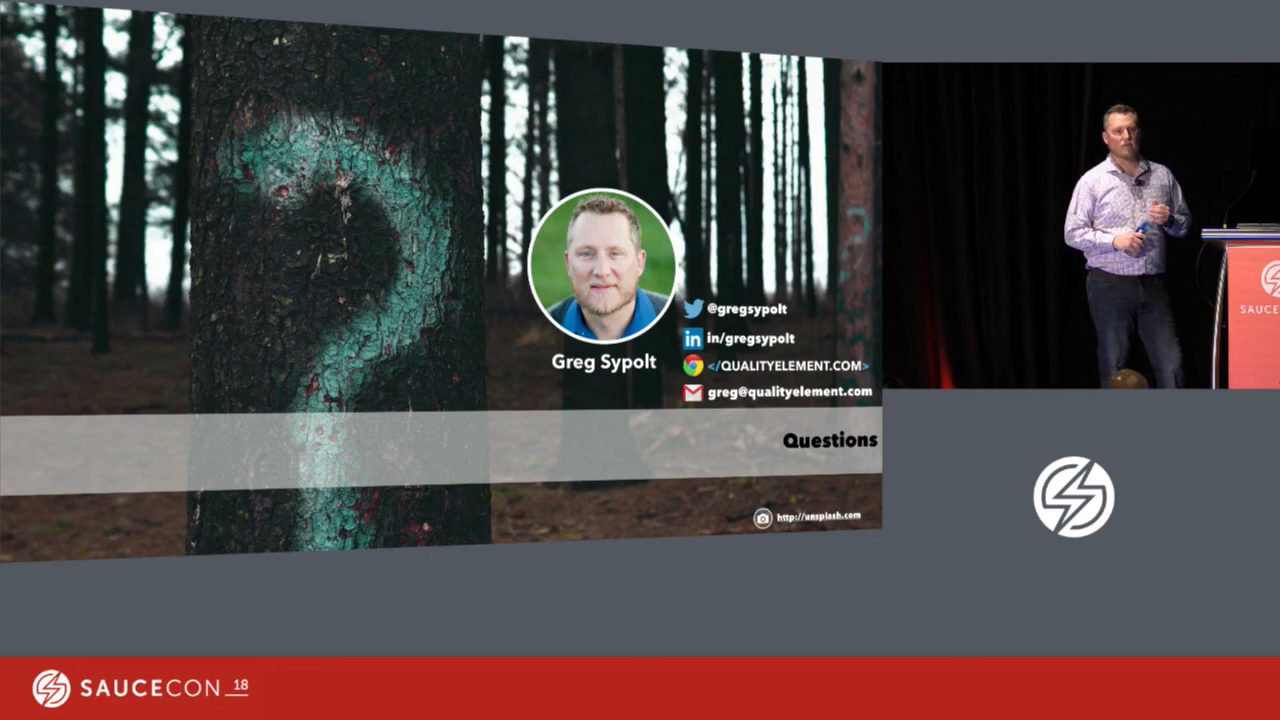 @gregsypolt
in/gregsypolt
</QUALITYELEMENT.COM>
greg@qualityelement.com
Greg Sypolt
Questions
http://unsplash.com
SAUCE
SAUCECON 18